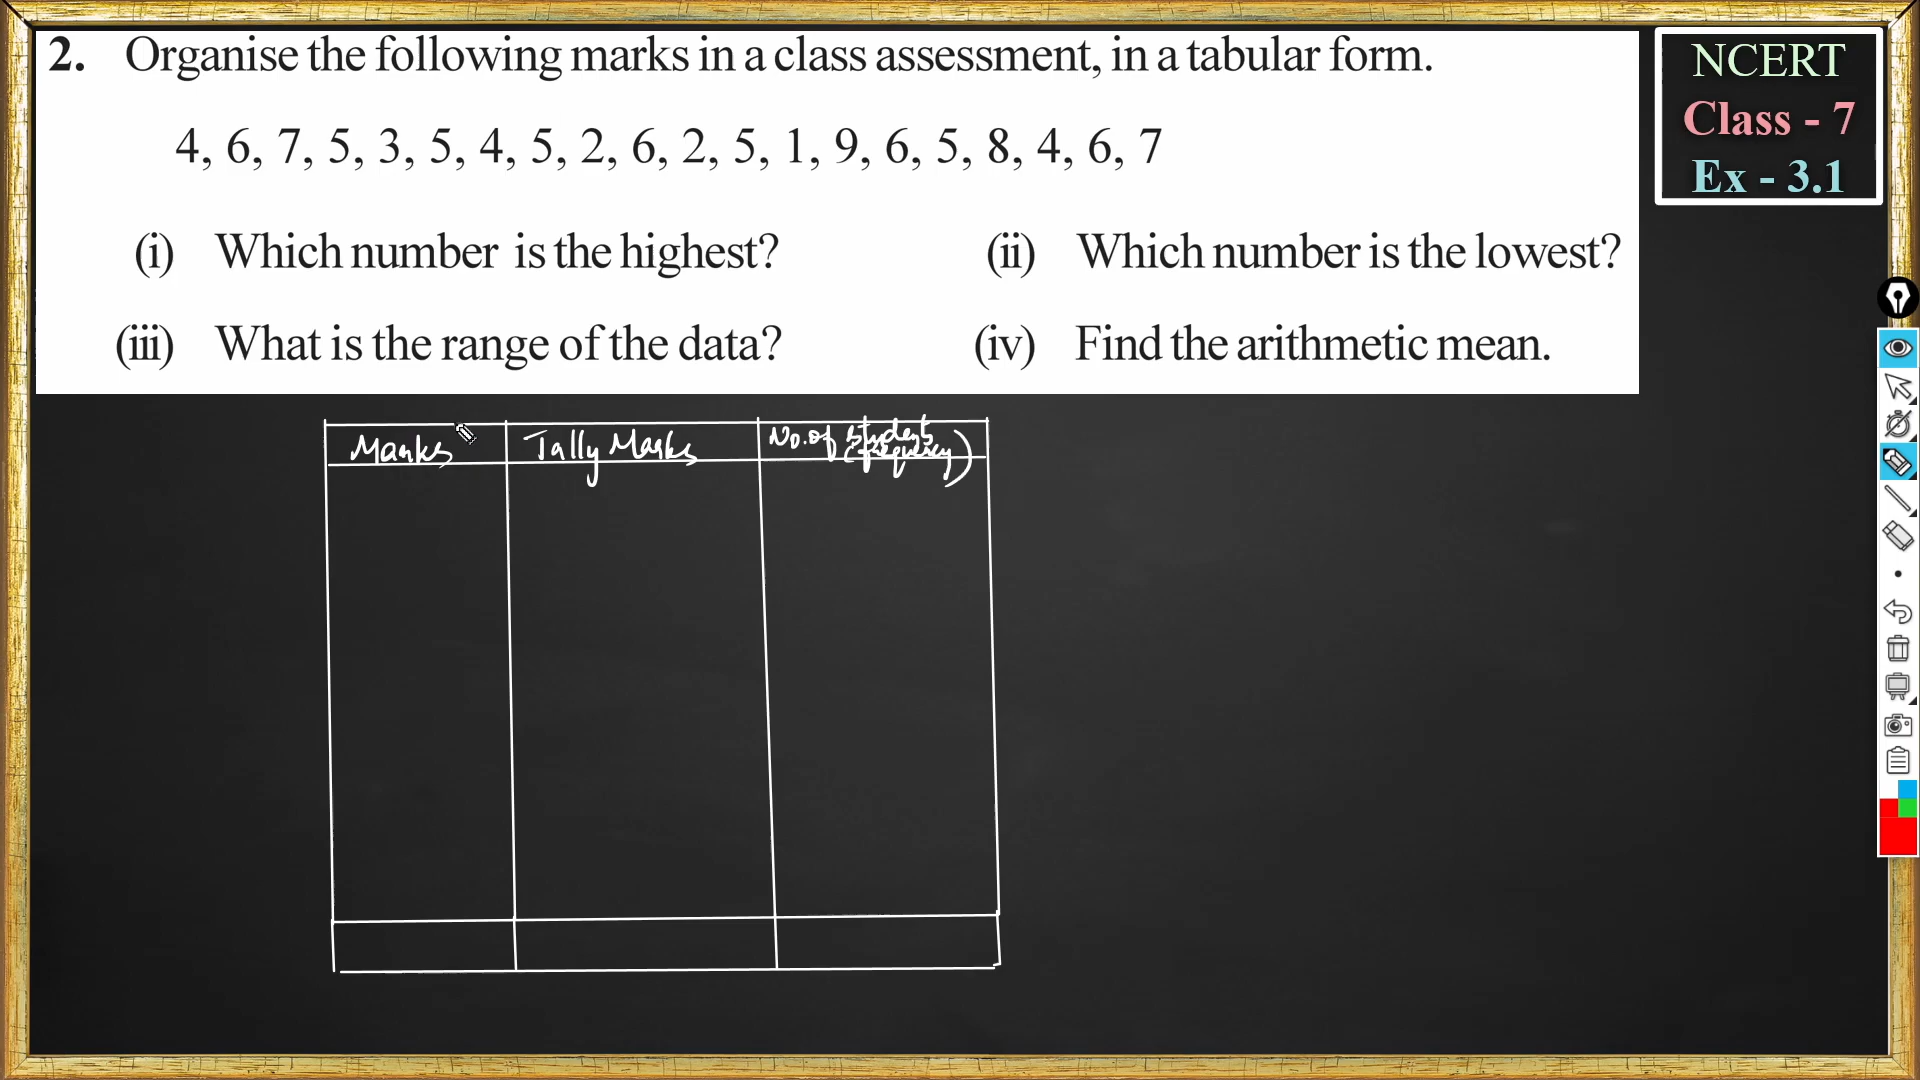 2. Organise the following marks in a class assessment, in a tabular form.
4, 6, 7, 5, 3, 5, 4, 5, 2, 6, 2, 5, 1, 9, 6, 5, 8, 4, 6, 7
(i) Which number is the highest? (ii) Which number is the lowest?
(iii) What is the range of the data? (iv) Find the arithmetic mean.
NCERT
Class - 7
Ex - 3.1
Marks
Tally Marks
No. of students
(frequency)